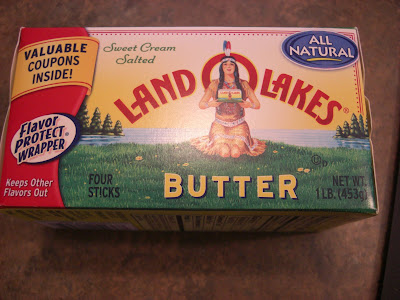 VALUABLE
COUPONS
INSIDE!
Sweet Cream
Salted
ALL
NATURAL
LAND O LAKES®
Flavor
PROTECT®
WRAPPER
Keeps Other
Flavors Out
FOUR
STICKS
BUTTER
NET WT.
1 LB. (453g)